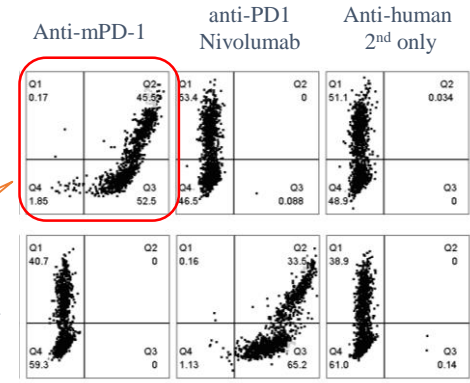 Anti-mPD-1
anti-PD1
Nivolumab
Anti-human
2nd only
Q1
0.17
Q2
45.5
Q4
1.85
Q3
52.5
Q1
53.4
Q2
0
Q4
46.5
Q3
0.088
Q1
51.1
Q2
0.034
Q4
48.9
Q3
0
Q1
40.7
Q2
0
Q4
59.3
Q3
0
Q1
0.16
Q2
33.5
Q4
1.13
Q3
65.2
Q1
38.9
Q2
0
Q4
61.0
Q3
0.14